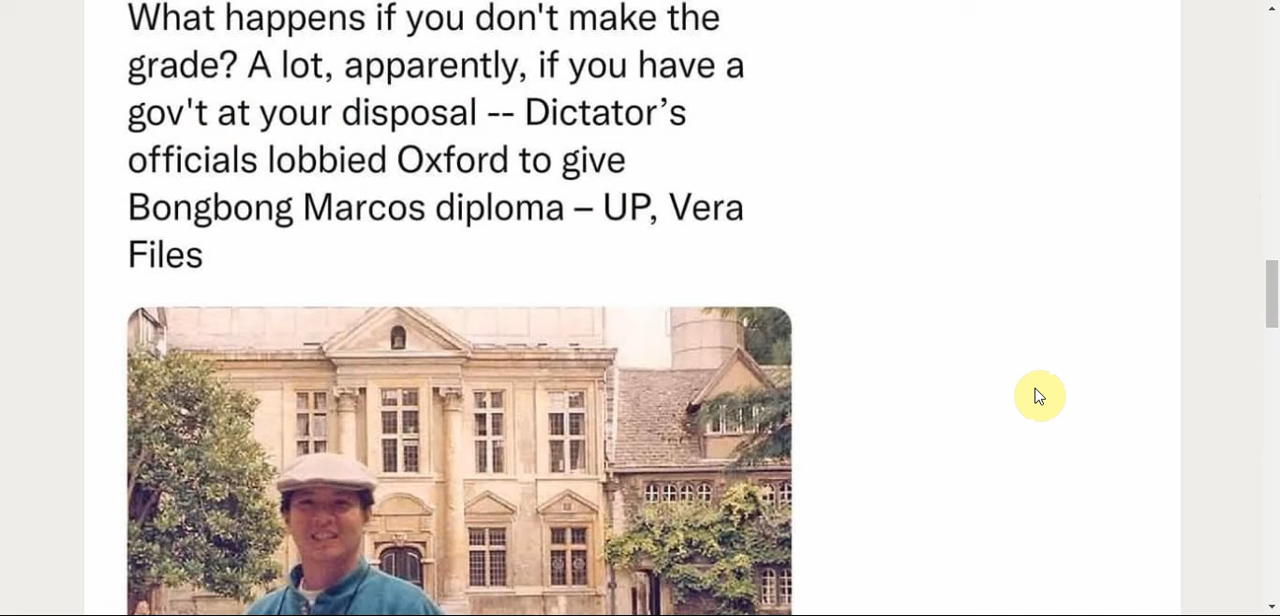 What happens if you don't make the
grade? A lot, apparently, if you have a
gov't at your disposal -- Dictator’s
officials lobbied Oxford to give
Bongbong Marcos diploma – UP, Vera
Files